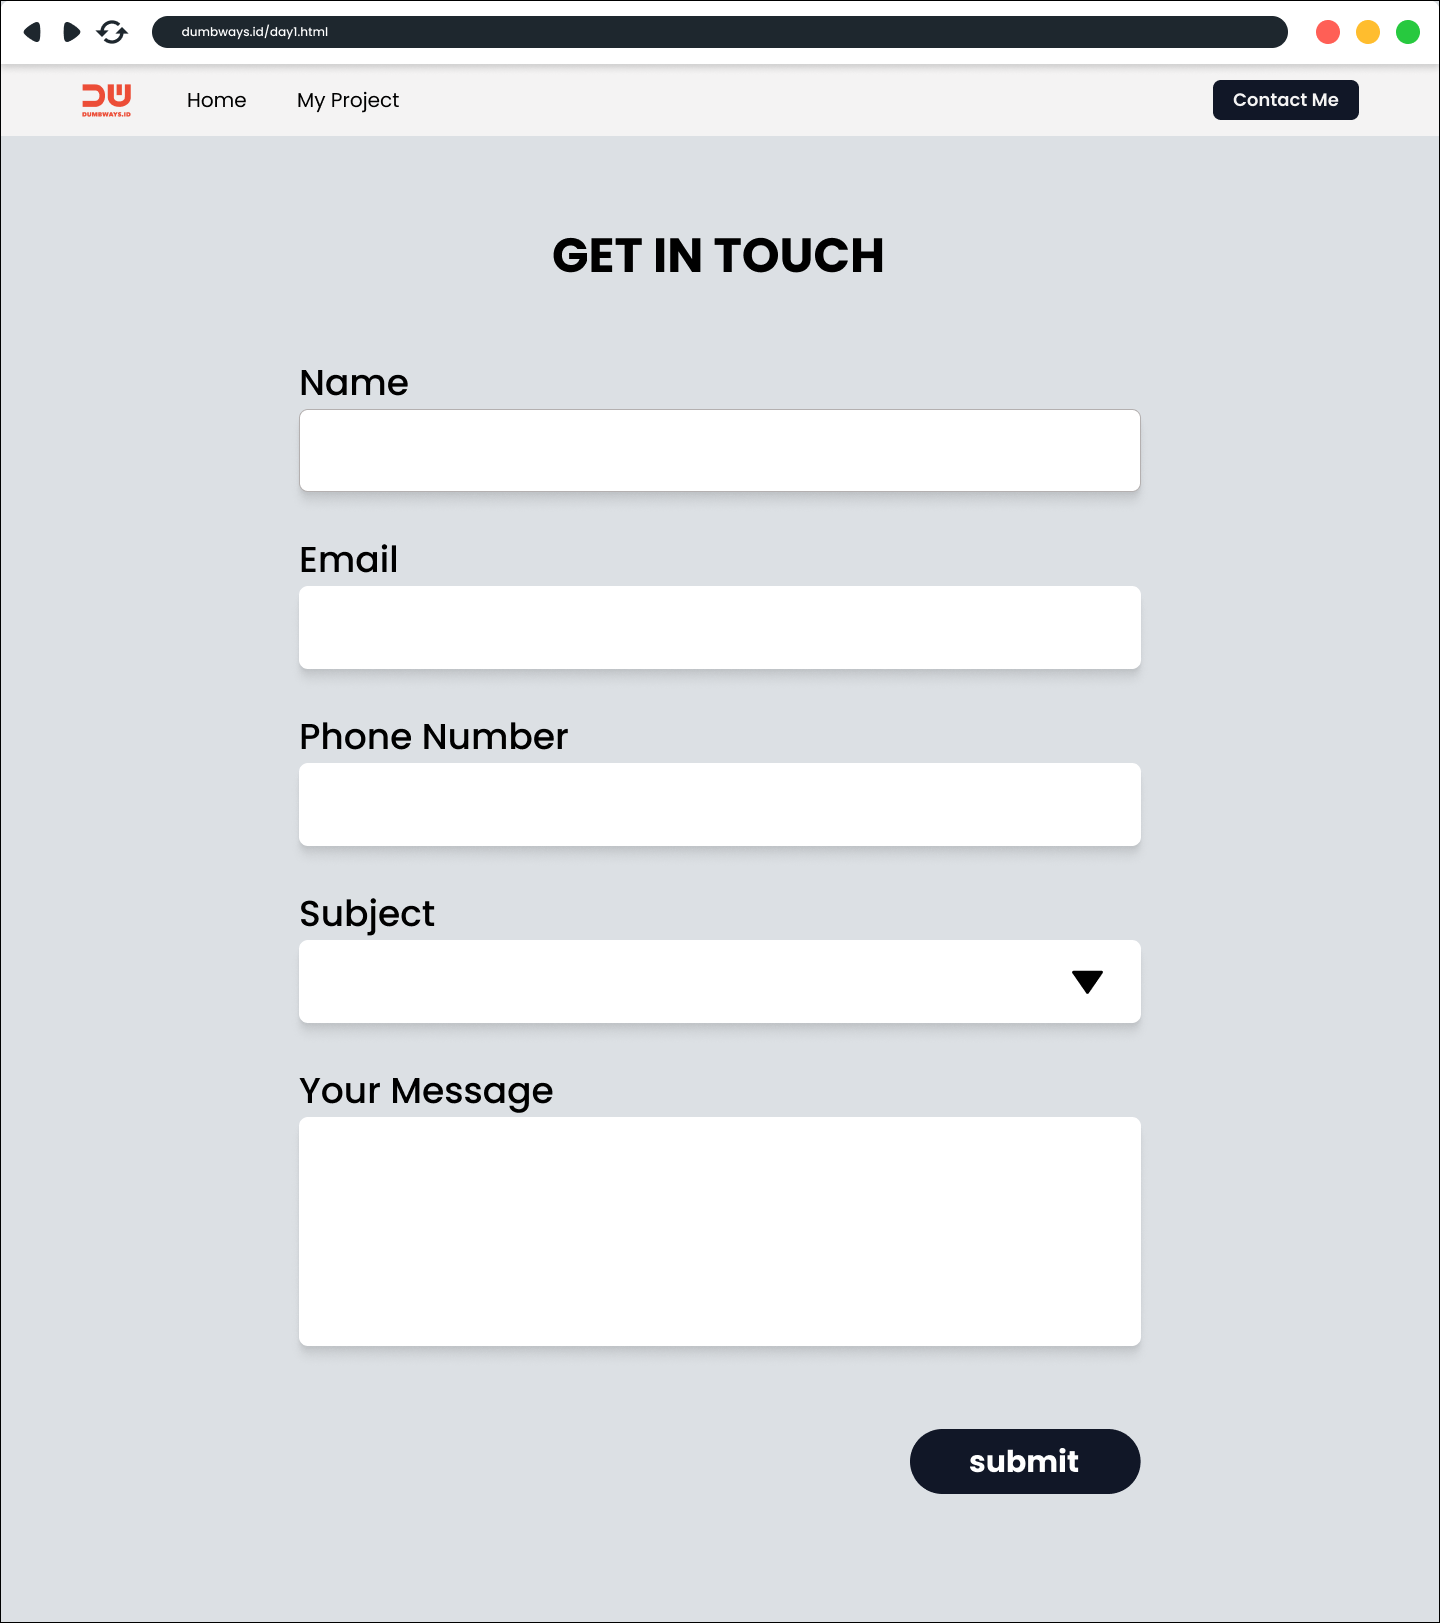 dumbways.id/day1.html
DW
DUMBWAYS.ID
Home
My Project
Contact Me
GET IN TOUCH
Name
Email
Phone Number
Subject
Your Message
submit